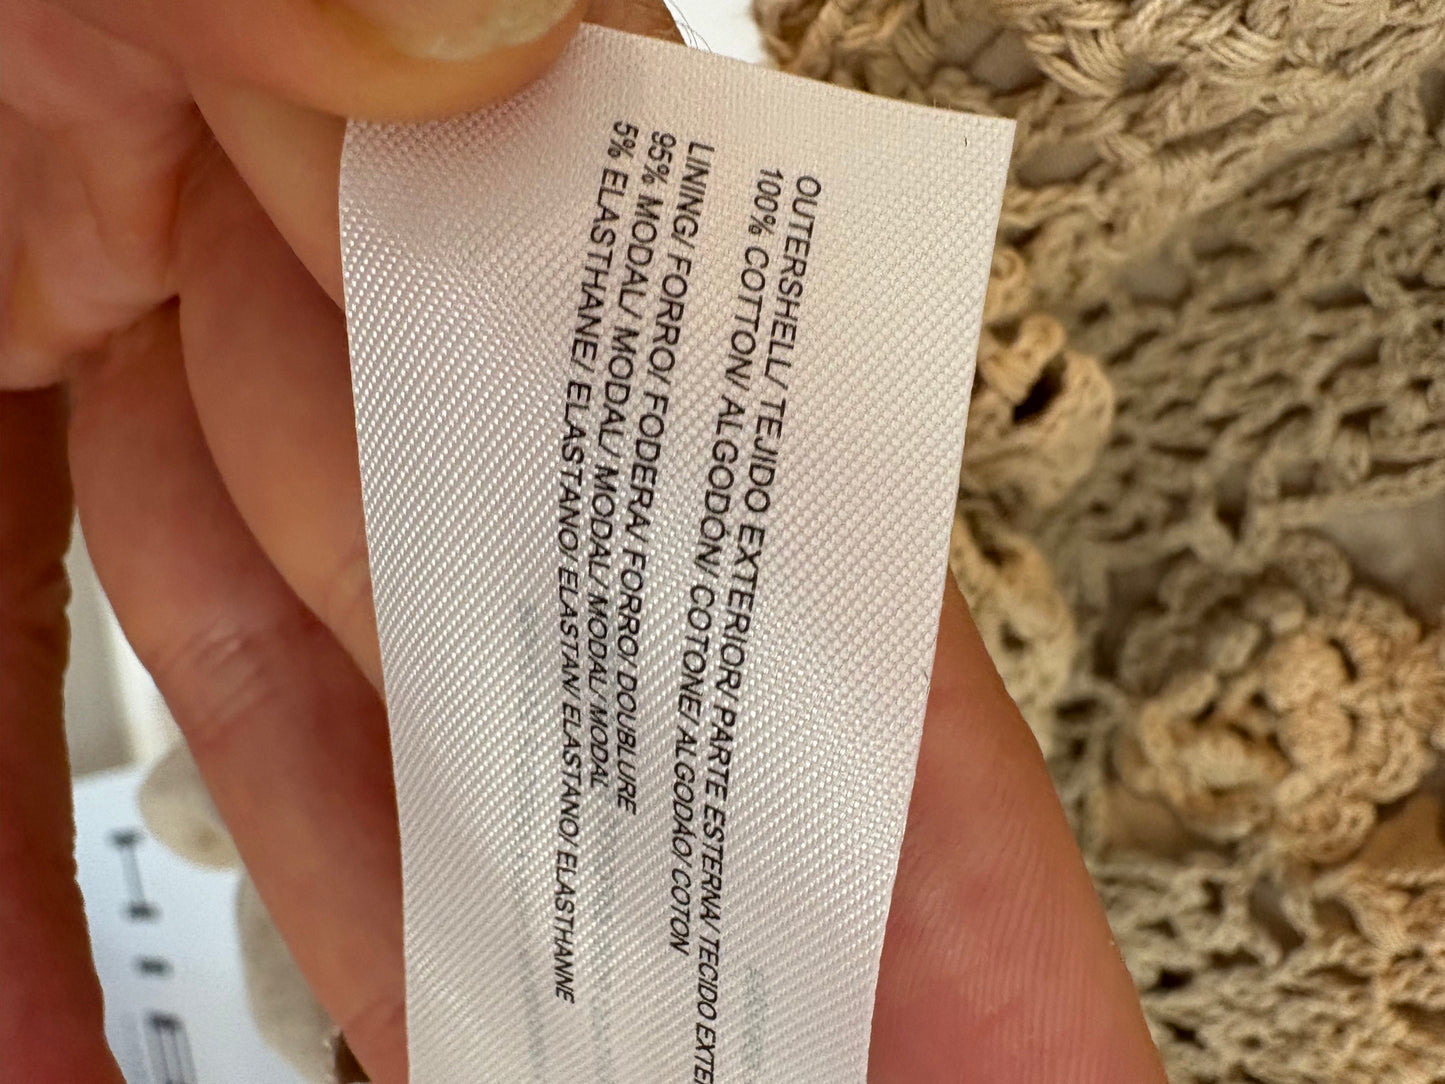 OUTERSHELL/ TEJIDO EXTERIOR/ PARTE ESTERNA/ TECIDO EXTE
100% COTTON/ ALGODÓN/ COTONE/ ALGODÃO/ COTON
LINING/ FORRO/ FODERA/ FORRO/ DOUBLURE
95% MODAL/ MODAL/ MODAL/ MODAL/ MODAL
5% ELASTHANE/ ELASTANO/ ELASTAN/ ELASTANO/ ELASTHANNE